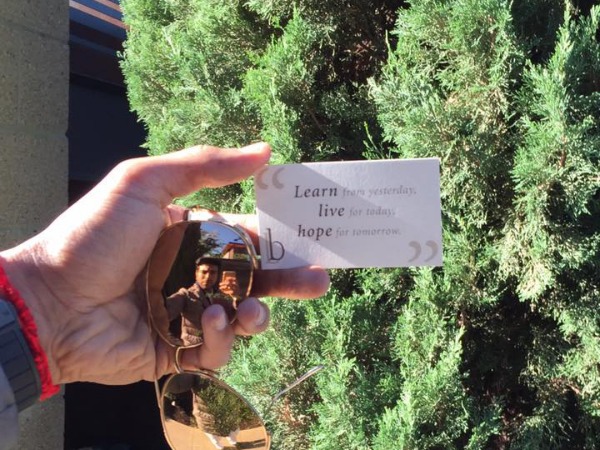 “
Learn from yesterday,
live for today,
hope for tomorrow.
b ”